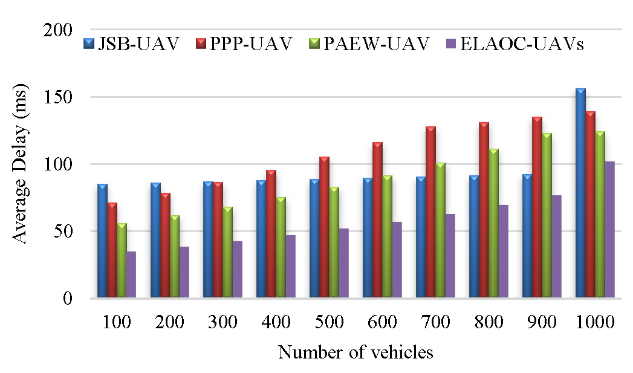 200
JSB-UAV PPP-UAV PAEW-UAV ELAOC-UAVs
150
100
50
0
Average Delay (ms)
100 200 300 400 500 600 700 800 900 1000
Number of vehicles